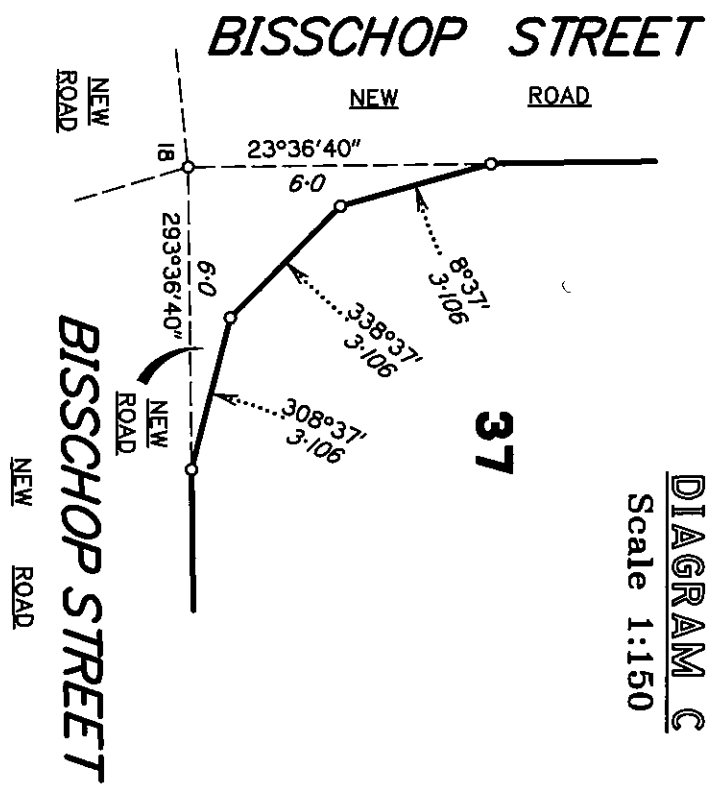 BISSCHOP STREET
NEW ROAD
NEW
ROAD
18
23°36'40"
6·0
293°36'40"
6·0
8°37'
3·106
338°37'
3·106
308°37'
3·106
NEW
ROAD
37
BISSCHOP STREET
NEW ROAD
DIAGRAM C
Scale 1:150